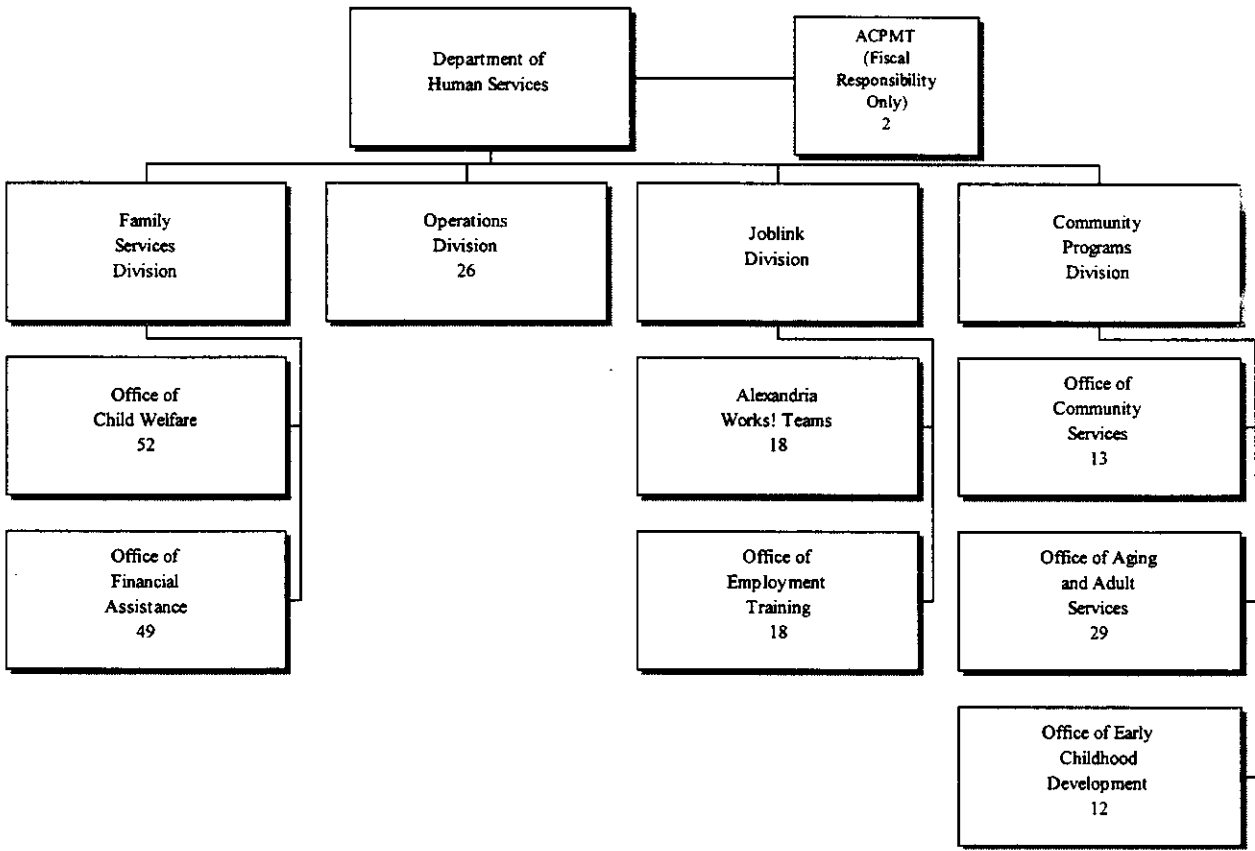 Department of
Human Services
ACPMT
(Fiscal
Responsibility
Only)
2
Family
Services
Division
Operations
Division
26
Joblink
Division
Community
Programs
Division
Office of
Child Welfare
52
Alexandria
Works! Teams
18
Office of
Community
Services
13
Office of
Financial
Assistance
49
Office of
Employment
Training
18
Office of Aging
and Adult
Services
29
Office of Early
Childhood
Development
12